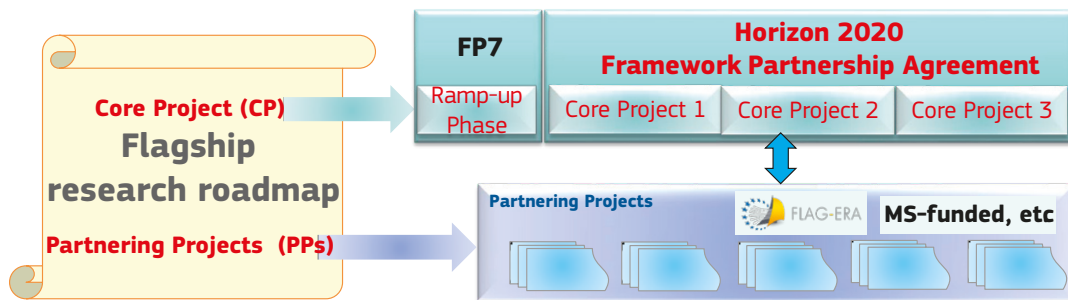 Core Project (CP)
Flagship
research roadmap
Partnering Projects (PPs)
FP7
Ramp-up
Phase
Horizon 2020
Framework Partnership Agreement
Core Project 1
Core Project 2
Core Project 3
Partnering Projects
FLAG-ERA
MS-funded, etc